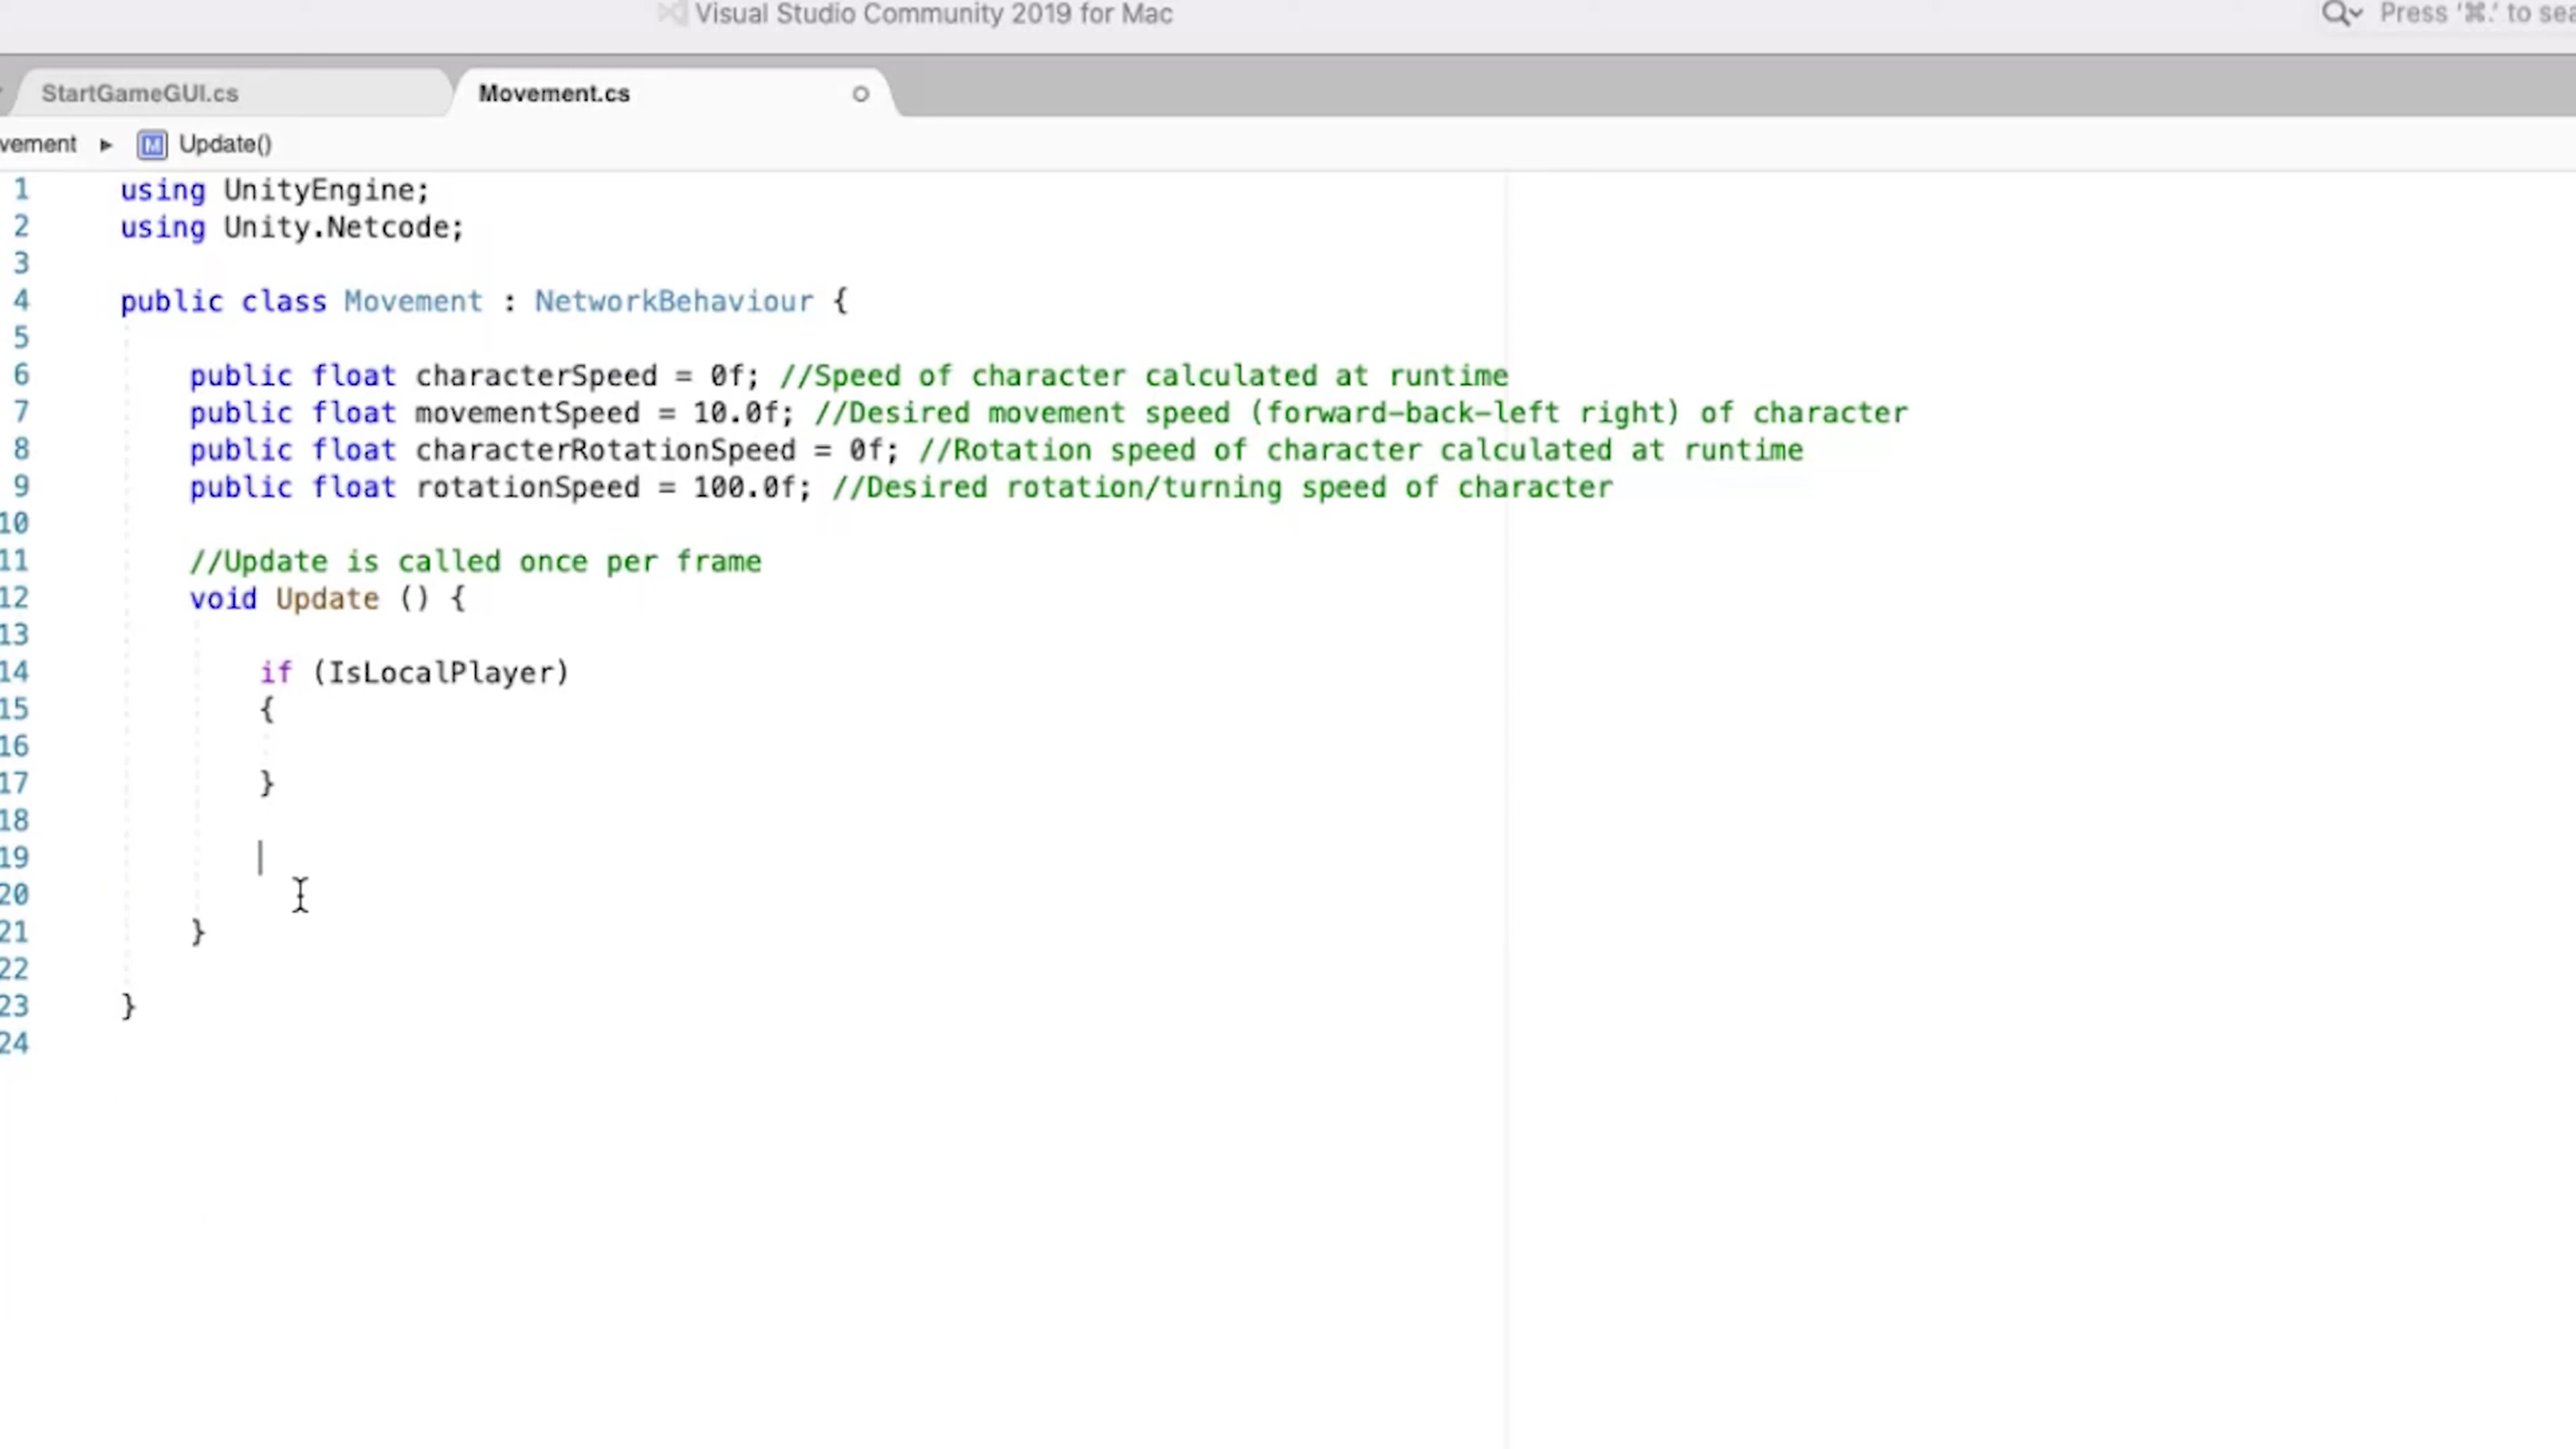 Visual Studio Community 2019 for Mac
Press '⌘.' to
StartGameGUI.cs
Movement.cs
vement ▸ M Update()
1 using UnityEngine;
2 using Unity.Netcode;
3
4 public class Movement : NetworkBehaviour {
5
6 public float characterSpeed = 0f; //Speed of character calculated at runtime
7 public float movementSpeed = 10.0f; //Desired movement speed (forward-back-left right) of character
8 public float characterRotationSpeed = 0f; //Rotation speed of character calculated at runtime
9 public float rotationSpeed = 100.0f; //Desired rotation/turning speed of character
10
11 //Update is called once per frame
12 void Update () {
13
14 if (IsLocalPlayer)
15 {
16
17 }
18
19
20
21 }
22
23 }
24